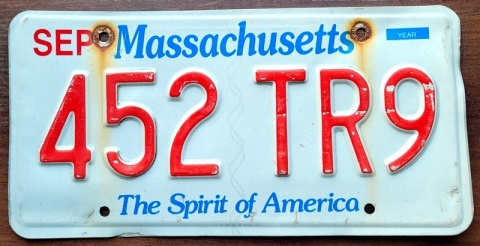 SEP Massachusetts YEAR
452 TR9
The Spirit of America